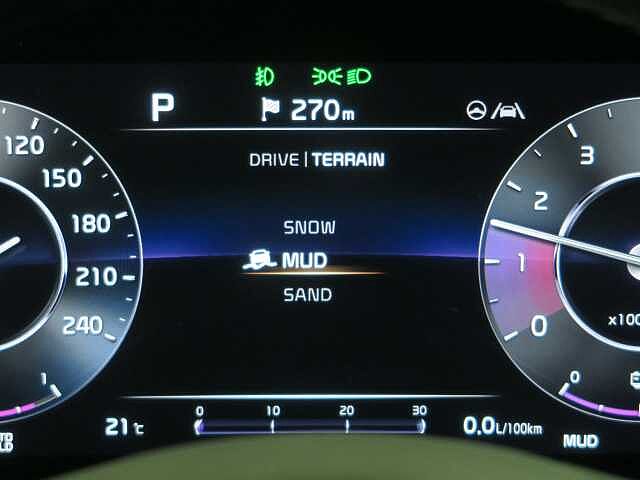 P
270m
DRIVE | TERRAIN
SNOW
MUD
SAND
120
150
180
210
240
1
3
2
1
0
0
21°C
0 10 20 30
0.0L/100km
MUD